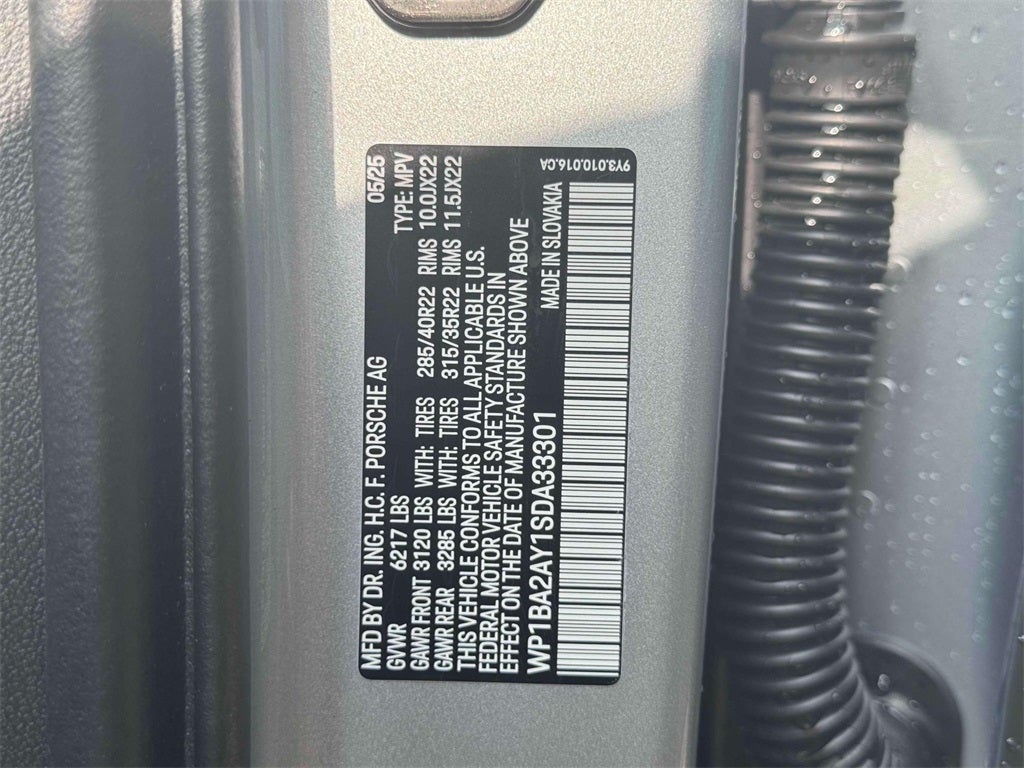 MFD BY DR. ING. H.C. F. PORSCHE AG 05/25
GVWR 6217 LBS TYPE: MPV
GAWR FRONT 3120 LBS WITH: TIRES 285/40R22 RIMS 10.0JX22
GAWR REAR 3285 LBS WITH: TIRES 315/35R22 RIMS 11.5JX22
THIS VEHICLE CONFORMS TO ALL APPLICABLE U.S.
FEDERAL MOTOR VEHICLE SAFETY STANDARDS IN
EFFECT ON THE DATE OF MANUFACTURE SHOWN ABOVE
WP1BA2AY1SDA33301
MADE IN SLOVAKIA
9Y3.010.016.CA